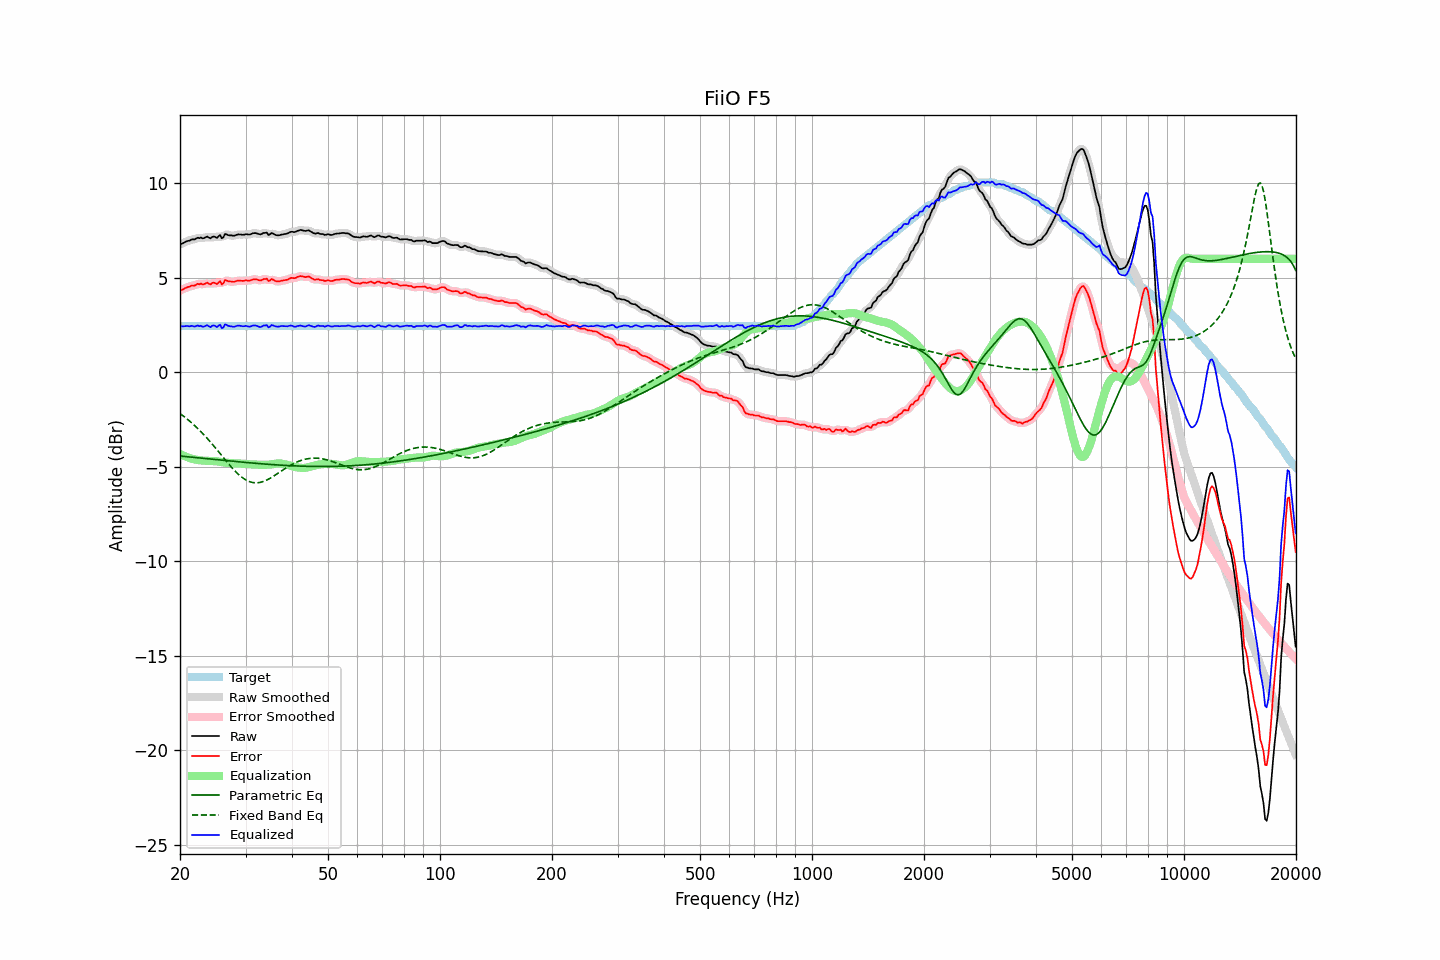 FiiO F5
10
5
0
−5
−10
−15
−20
−25
Amplitude (dBr)
Target
Raw Smoothed
Error Smoothed
Raw
Error
Equalization
Parametric Eq
Fixed Band Eq
Equalized
20 50 100 200 500 1000 2000 5000 10000 20000
Frequency (Hz)